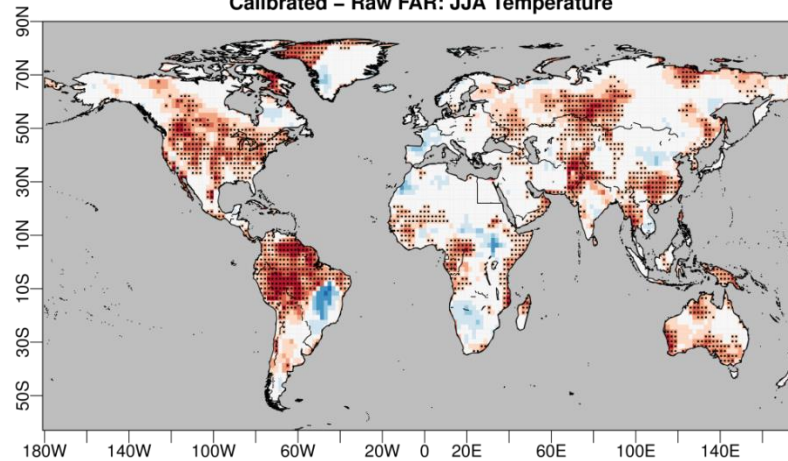 Calibrated – Raw FAR: JJA Temperature
90N
70N
50N
30N
10N
10S
30S
50S
180W 140W 100W 60W 20W 0 20E 60E 100E 140E